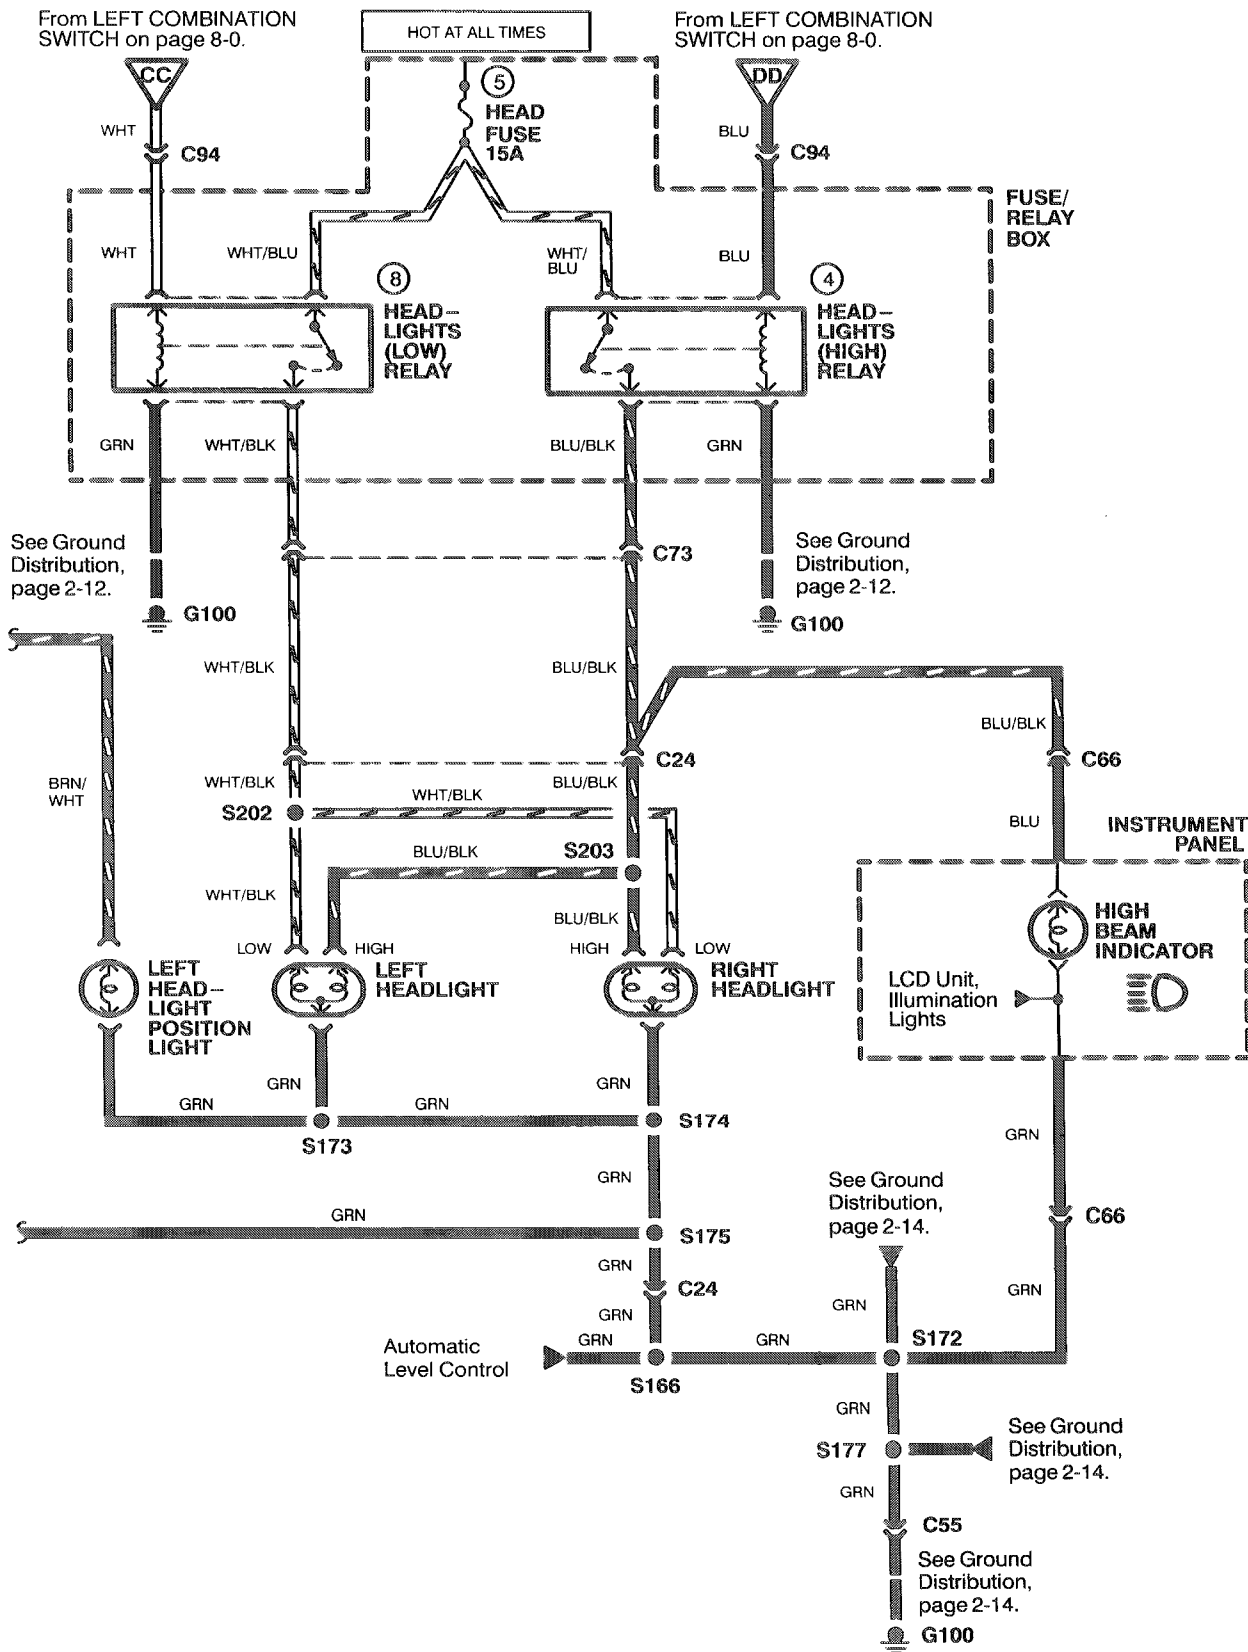 From LEFT COMBINATION
SWITCH on page 8-0.
HOT AT ALL TIMES
From LEFT COMBINATION
SWITCH on page 8-0.
CC
5
HEAD
FUSE
15A
DD
WHT
C94
BLU
C94
FUSE/
RELAY
BOX
WHT
WHT/BLU
WHT/
BLU
BLU
8
HEAD-
LIGHTS
(LOW)
RELAY
4
HEAD-
LIGHTS
(HIGH)
RELAY
GRN
WHT/BLK
BLU/BLK
GRN
See Ground
Distribution,
page 2-12.
G100
C73
See Ground
Distribution,
page 2-12.
G100
WHT/BLK
BLU/BLK
BLU/BLK
C24
C66
BRN/
WHT
WHT/BLK
WHT/BLK
BLU/BLK
S202
BLU
INSTRUMENT
PANEL
BLU/BLK
S203
WHT/BLK
BLU/BLK
LOW
HIGH
HIGH
LOW
HIGH
BEAM
INDICATOR
LEFT
HEAD-
LIGHT
POSITION
LIGHT
LEFT
HEADLIGHT
RIGHT
HEADLIGHT
LCD Unit,
Illumination
Lights
GRN
GRN
GRN
GRN
S173
S174
GRN
GRN
See Ground
Distribution,
page 2-14.
C66
GRN
S175
GRN
C24
GRN
GRN
GRN
Automatic
Level Control
GRN
GRN
S166
S172
GRN
S177
See Ground
Distribution,
page 2-14.
GRN
C55
See Ground
Distribution,
page 2-14.
G100